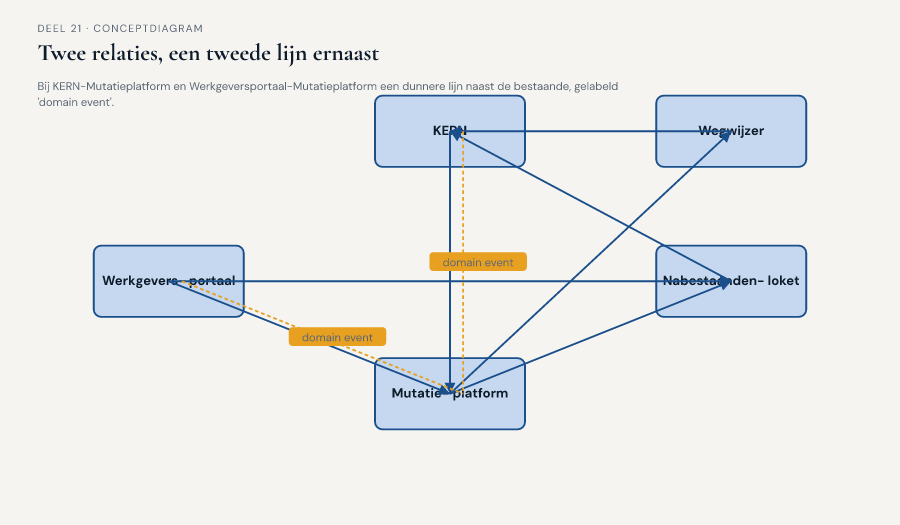 DEEL 21 · CONCEPTDIAGRAM
Twee relaties, een tweede lijn ernaast
Bij KERN-Mutatieplatform en Werkgeversportaal-Mutatieplatform een dunnere lijn naast de bestaande, gelabeld
'domain event'.
KERN
Wegwijzer
domain event
Werkgevers- portaal
Nabestaanden- loket
domain event
Mutatie- platform